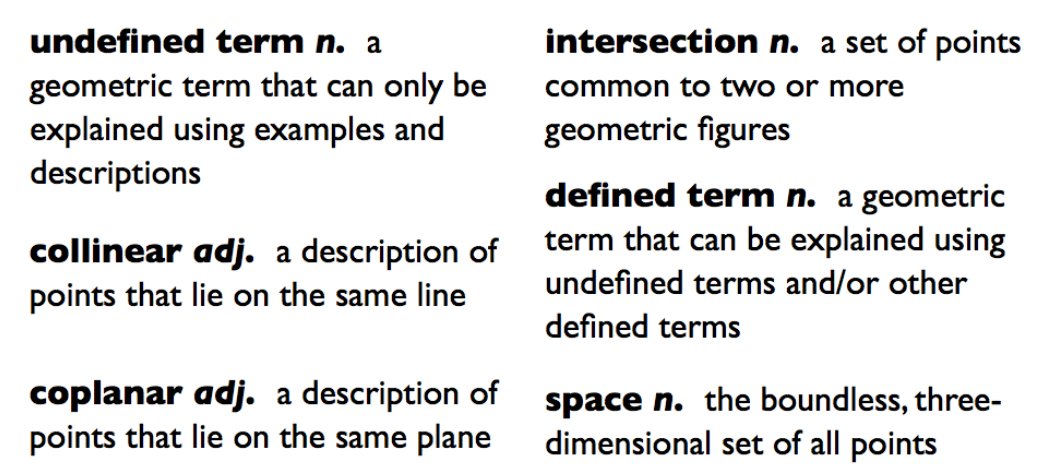 undefined term n. a
geometric term that can only be
explained using examples and
descriptions
collinear adj. a description of
points that lie on the same line
coplanar adj. a description of
points that lie on the same plane
intersection n. a set of points
common to two or more
geometric figures
defined term n. a geometric
term that can be explained using
undefined terms and/or other
defined terms
space n. the boundless, three-
dimensional set of all points